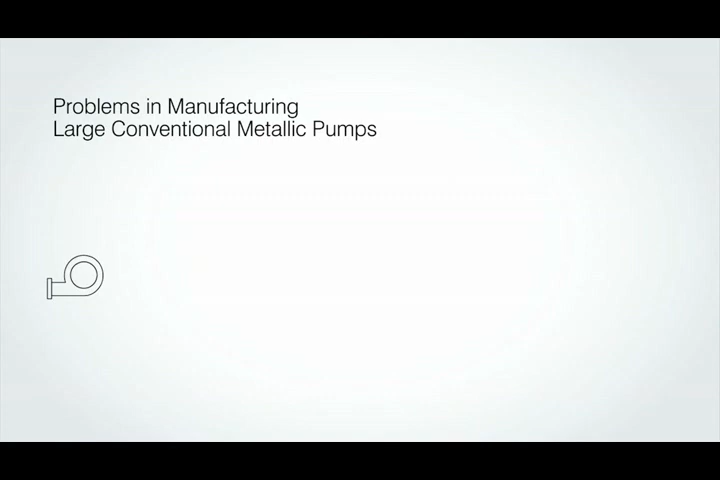 Problems in Manufacturing
Large Conventional Metallic Pumps